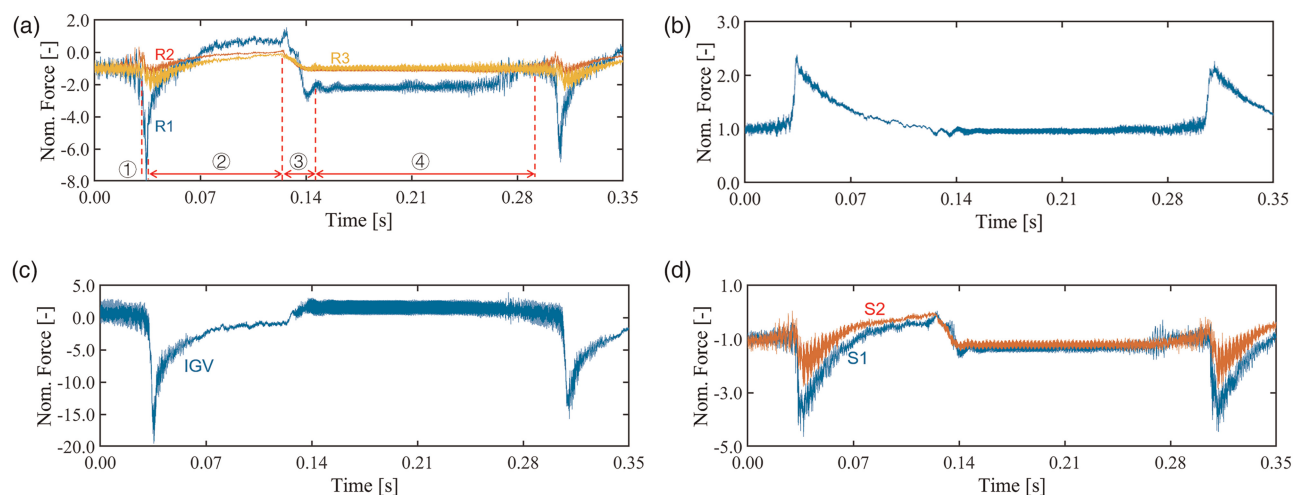 (a)
Nom. Force [-]
2.0
0.0
-2.0
-4.0
-6.0
-8.0
R2
R3
R1
①
②
③
④
0.00
0.07
0.14
0.21
0.28
0.35
Time [s]
(b)
Nom. Force [-]
3.0
2.0
1.0
0.0
0.00
0.07
0.14
0.21
0.28
0.35
Time [s]
(c)
Nom. Force [-]
5.0
0.0
-5.0
-10.0
-15.0
-20.0
IGV
0.00
0.07
0.14
0.21
0.28
0.35
Time [s]
(d)
Nom. Force [-]
1.0
-1.0
-3.0
-5.0
S2
S1
0.00
0.07
0.14
0.21
0.28
0.35
Time [s]